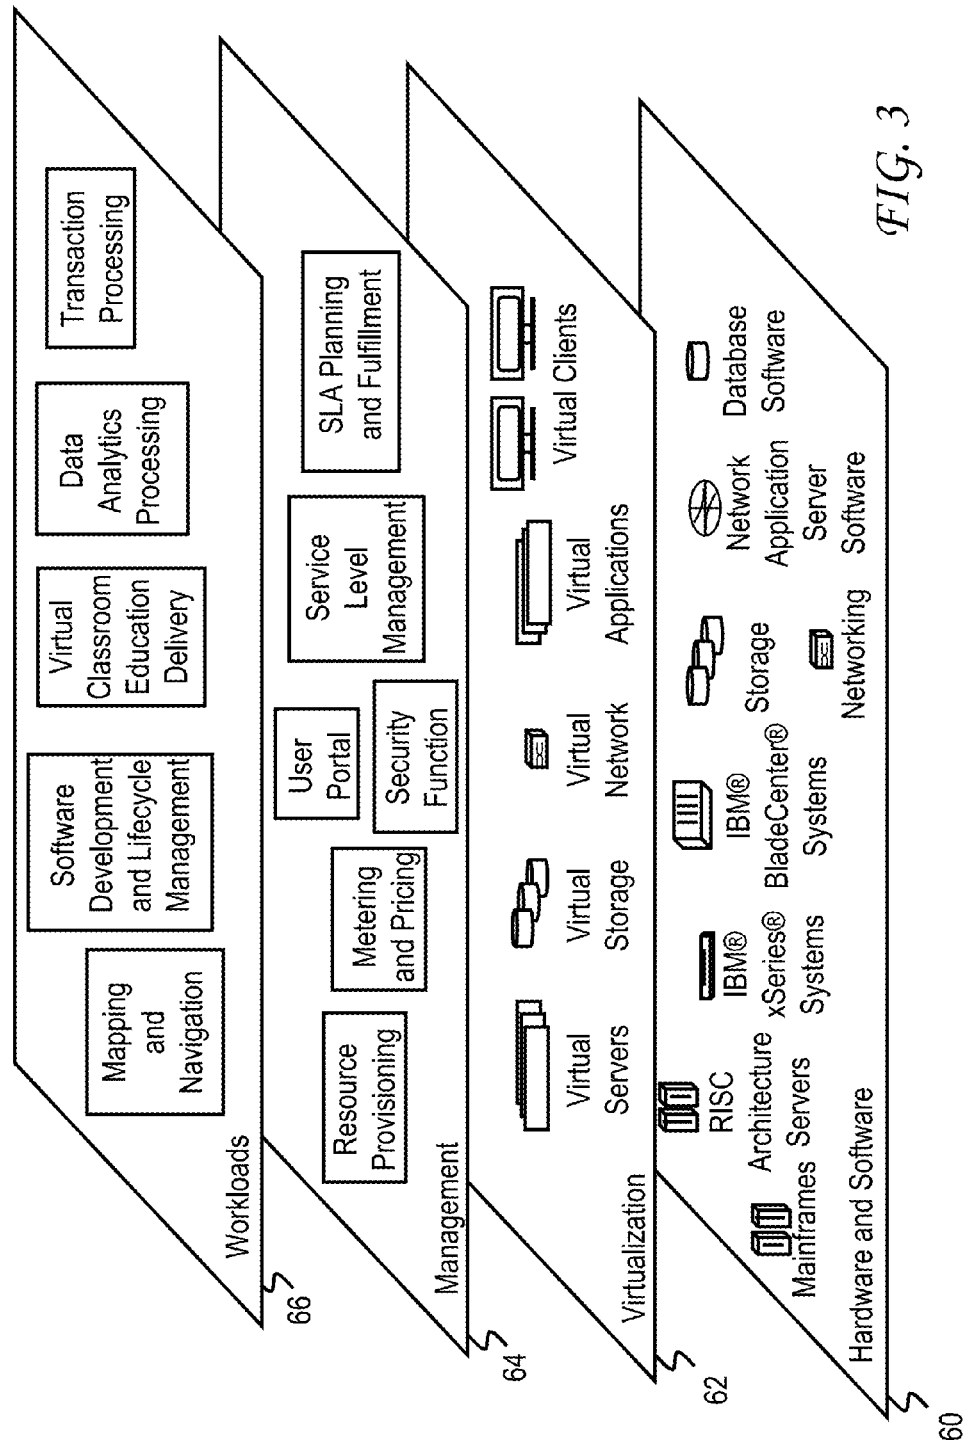 Mapping
and
Navigation
Software
Development
and Lifecycle
Management
Virtual
Classroom
Education
Delivery
Data
Analytics
Processing
Transaction
Processing
Workloads
66
Resource
Provisioning
Metering
and Pricing
User
Portal
Security
Function
Service
Level
Management
SLA Planning
and Fulfillment
Management
64
Virtual
Servers
Virtual
Storage
Virtual
Network
Virtual
Applications
Virtual Clients
Virtualization
62
Mainframes
RISC
Architecture
Servers
IBM®
xSeries®
Systems
IBM®
BladeCenter®
Systems
Storage
Networking
Network
Application
Server
Software
Database
Software
Hardware and Software
60
FIG. 3